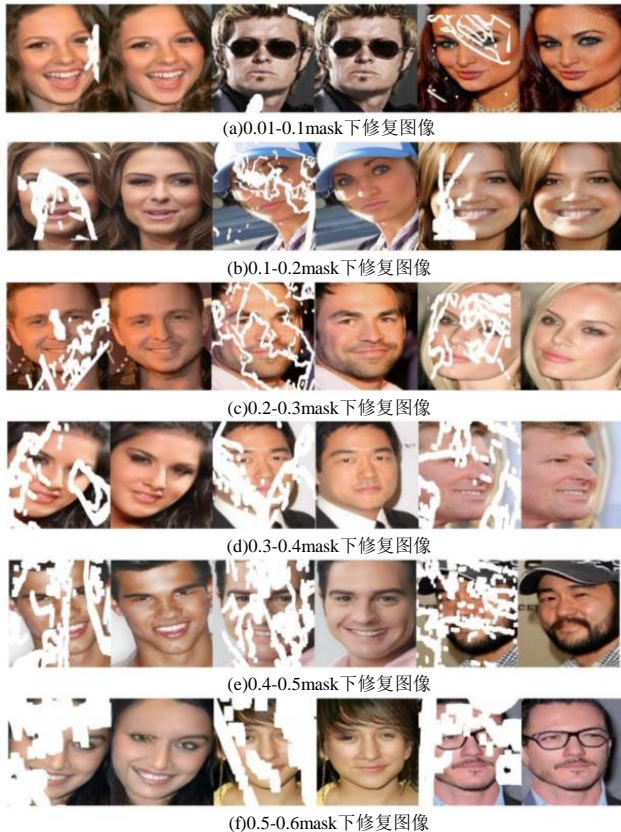 (a)0.01-0.1mask下修复图像
(b)0.1-0.2mask下修复图像
(c)0.2-0.3mask下修复图像
(d)0.3-0.4mask下修复图像
(e)0.4-0.5mask下修复图像
(f)0.5-0.6mask下修复图像